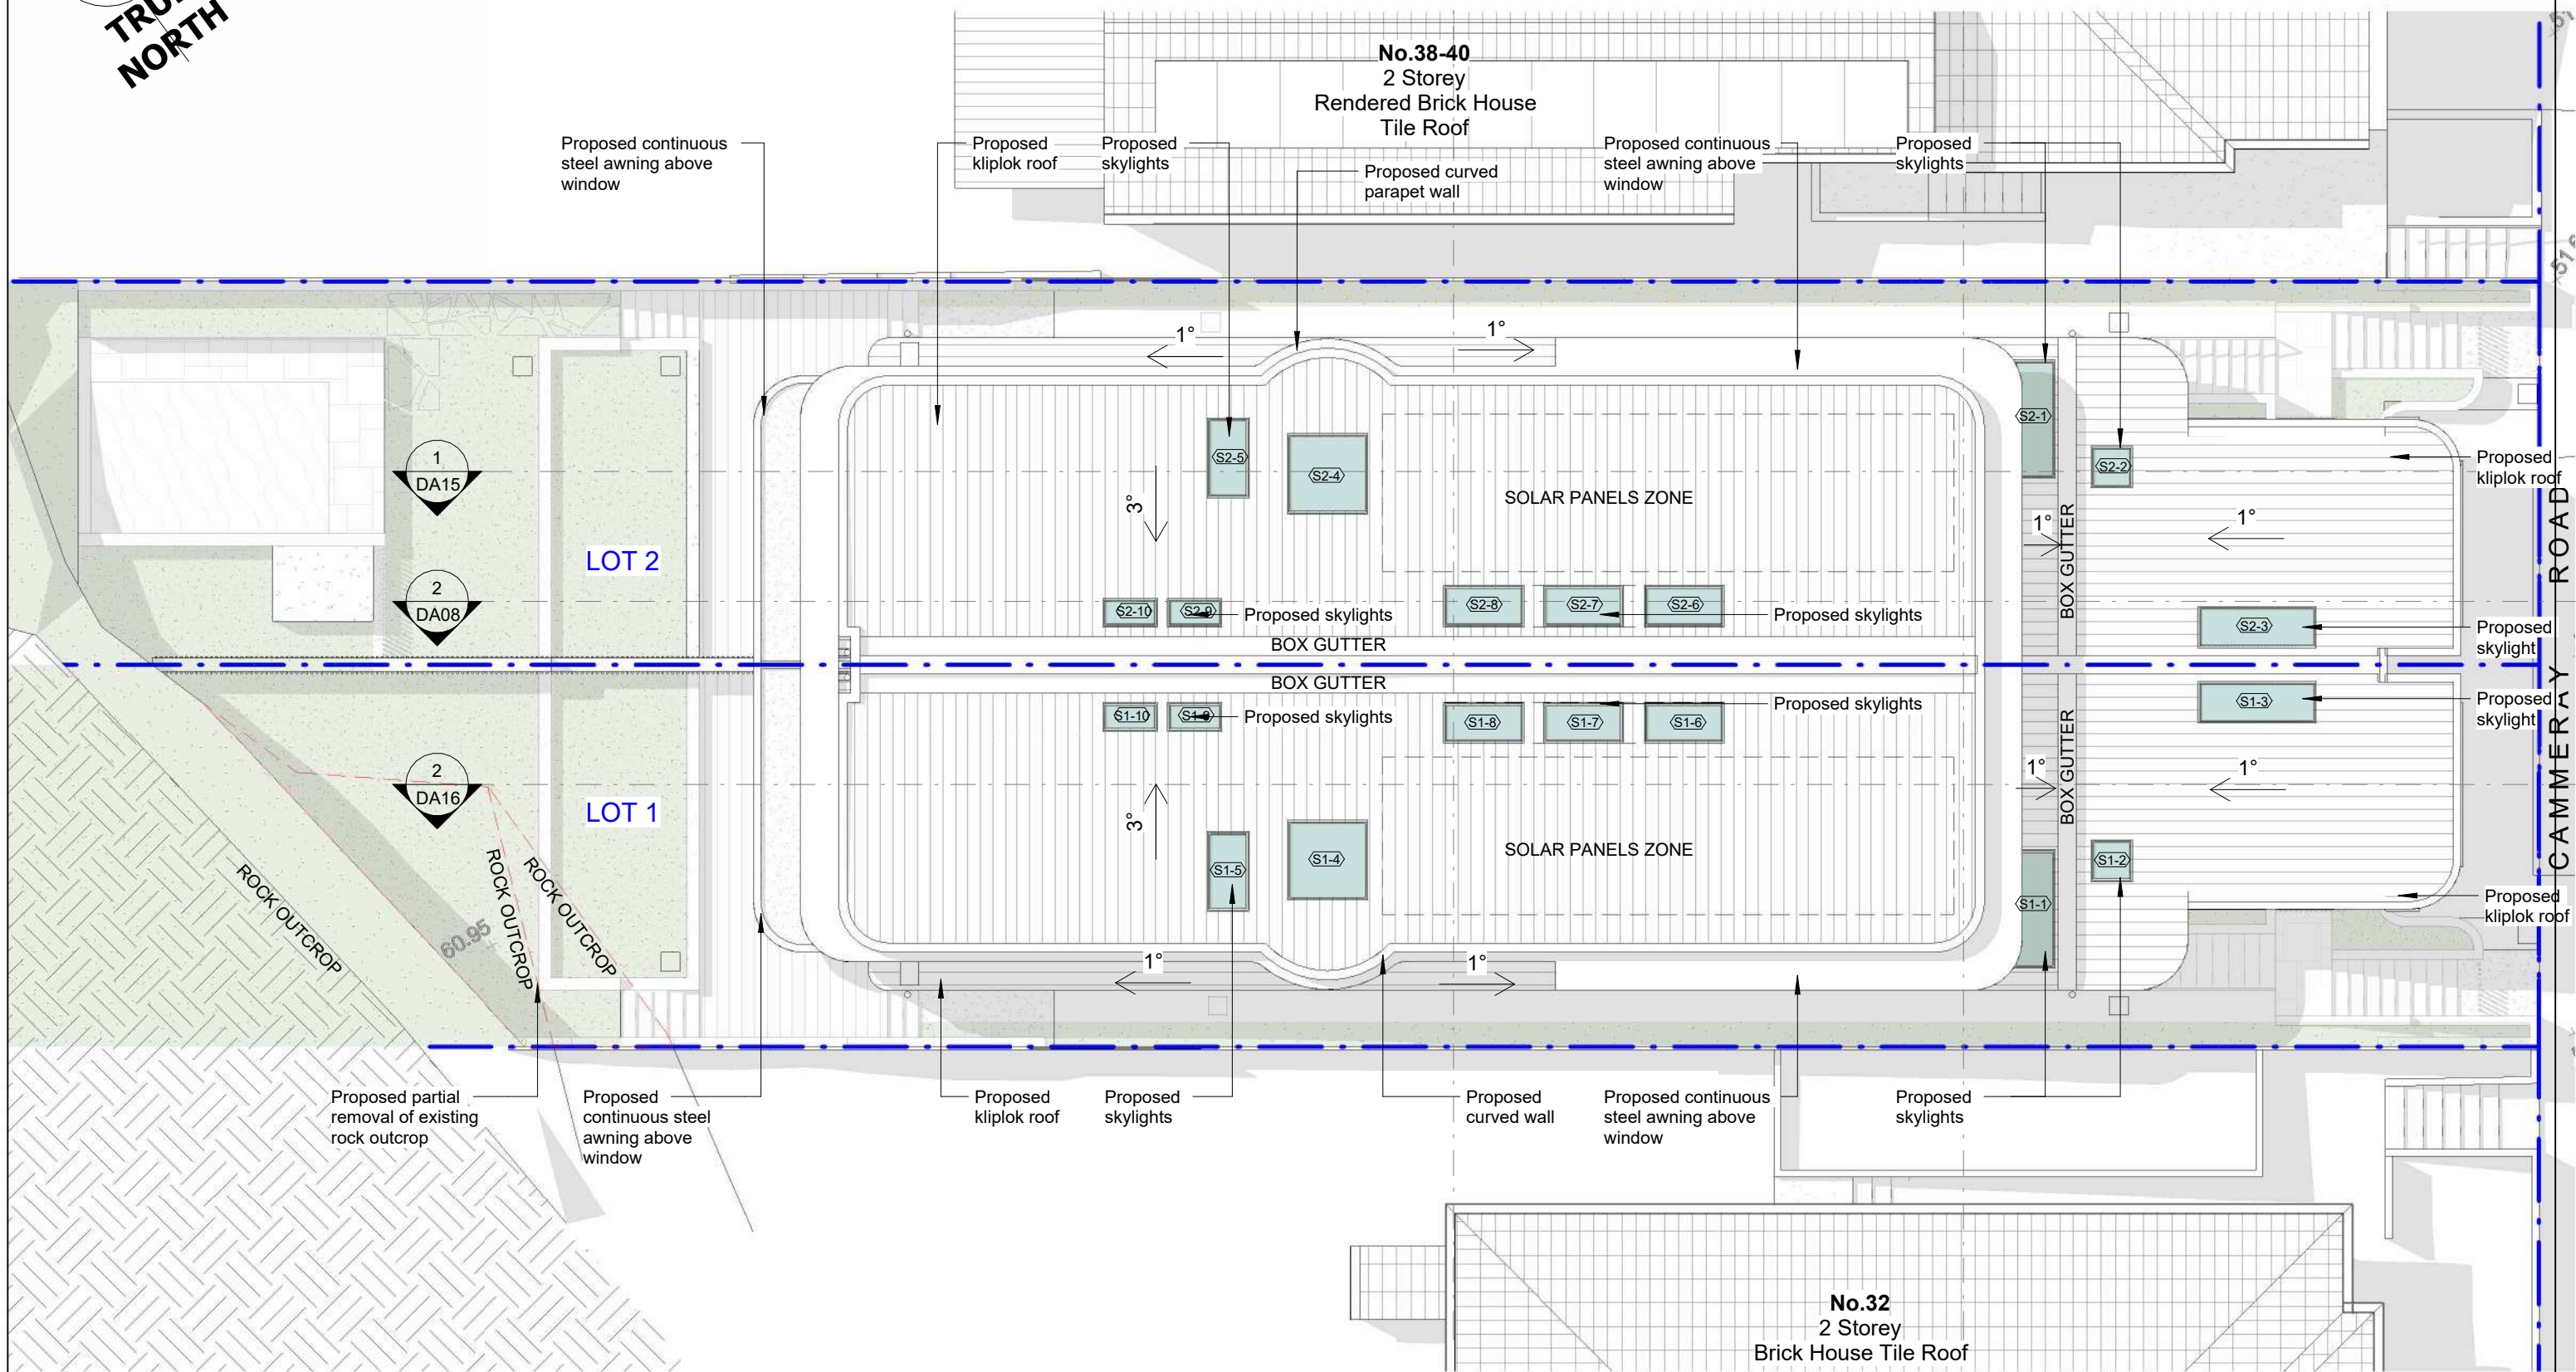 TRUE
NORTH
No.38-40
2 Storey
Rendered Brick House
Tile Roof
Proposed continuous
steel awning above
window
Proposed
kliplok roof
Proposed
skylights
Proposed curved
parapet wall
Proposed continuous
steel awning above
window
Proposed
skylights
1°
1°
1
DA15
2
DA08
LOT 2
S2-5
S2-4
3°
SOLAR PANELS ZONE
S2-1
S2-2
Proposed
kliplok roof
1°
1°
BOX GUTTER
S2-10
S2-9
Proposed skylights
S2-8
S2-7
S2-6
Proposed skylights
S2-3
Proposed
skylight
BOX GUTTER
BOX GUTTER
S1-10
S1-9
Proposed skylights
S1-8
S1-7
S1-6
Proposed skylights
S1-3
Proposed
skylight
CAMMERAY ROAD
2
DA16
LOT 1
3°
S1-5
S1-4
SOLAR PANELS ZONE
1°
BOX GUTTER
1°
S1-2
S1-1
Proposed
kliplok roof
ROCK OUTCROP
60.95
ROCK OUTCROP
ROCK OUTCROP
1°
1°
Proposed partial
removal of existing
rock outcrop
Proposed
continuous steel
awning above
window
Proposed
kliplok roof
Proposed
skylights
Proposed
curved wall
Proposed continuous
steel awning above
window
Proposed
skylights
No.32
2 Storey
Brick House Tile Roof